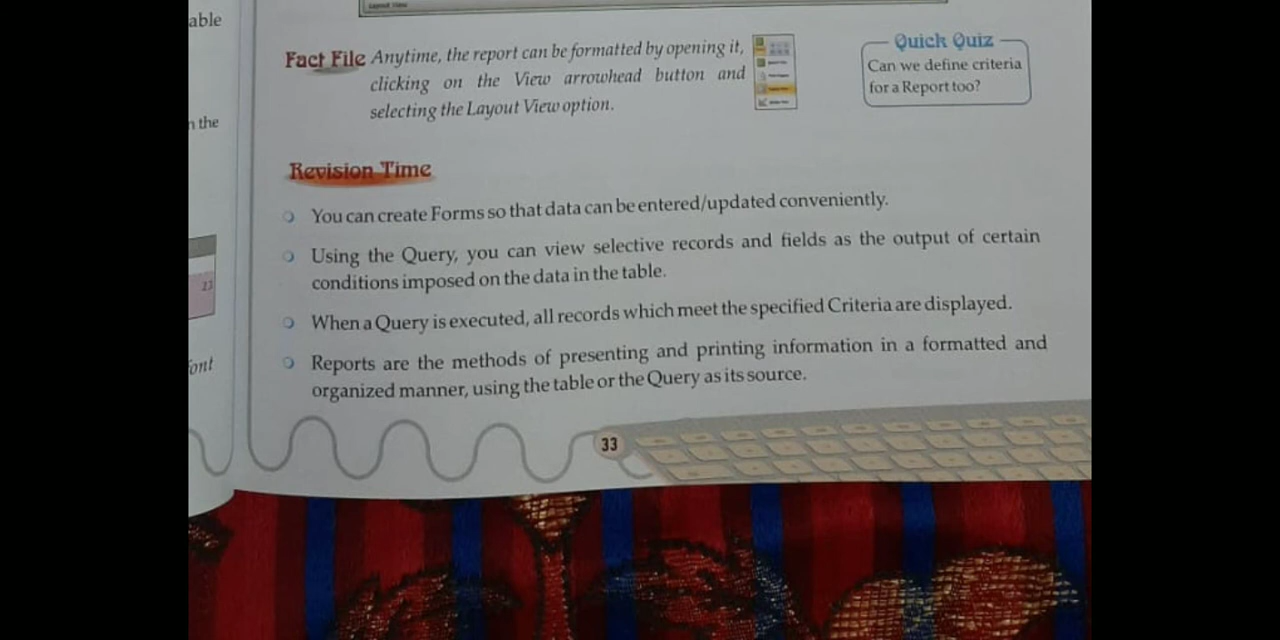 able
n the
13
font
Layout View
Fact File Anytime, the report can be formatted by opening it,
clicking on the View arrowhead button and
selecting the Layout View option.
Quick Quiz
Can we define criteria
for a Report too?
Revision Time
You can create Forms so that data can be entered/updated conveniently.
Using the Query, you can view selective records and fields as the output of certain
conditions imposed on the data in the table.
When a Query is executed, all records which meet the specified Criteria are displayed.
Reports are the methods of presenting and printing information in a formatted and
organized manner, using the table or the Query as its source.
33